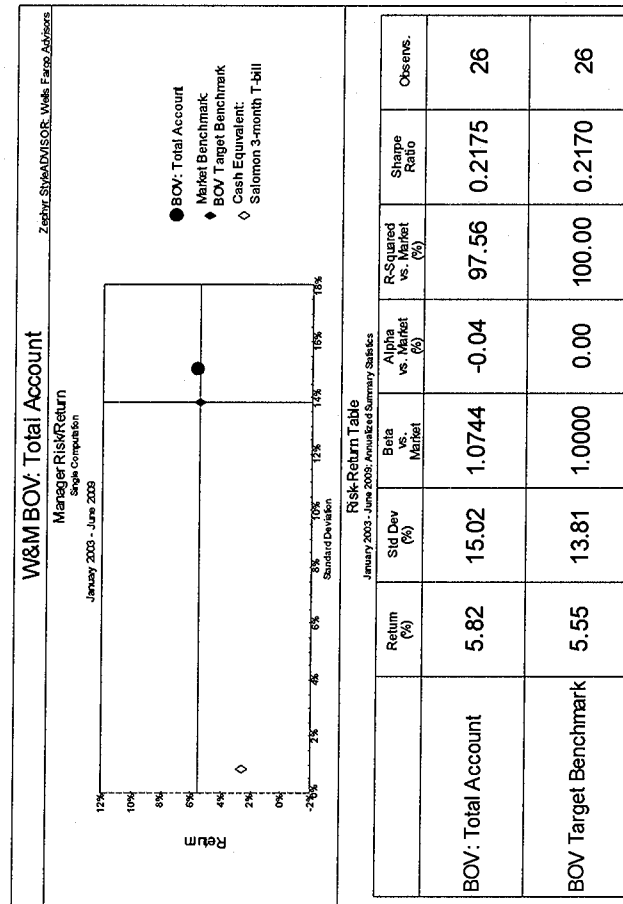 W&M BOV: Total Account
Zephyr StyleADVISOR: Wells Fargo Advisors
Manager Risk/Return
Single Computation
January 2003 - June 2009
Return
12%
10%
8%
6%
4%
2%
0%
-2%
0%
2%
4%
6%
8%
10%
12%
14%
16%
18%
Standard Deviation
BOV: Total Account
Market Benchmark:
BOV Target Benchmark
Cash Equivalent:
Salomon 3-month T-bill
Risk-Return Table
January 2003 - June 2009: Annualized Summary Statistics
Return (%) Std Dev (%) Beta vs. Market Alpha vs. Market (%) R-Squared vs. Market (%) Sharpe Ratio Observs.
BOV: Total Account 5.82 15.02 1.0744 -0.04 97.56 0.2175 26
BOV Target Benchmark 5.55 13.81 1.0000 0.00 100.00 0.2170 26